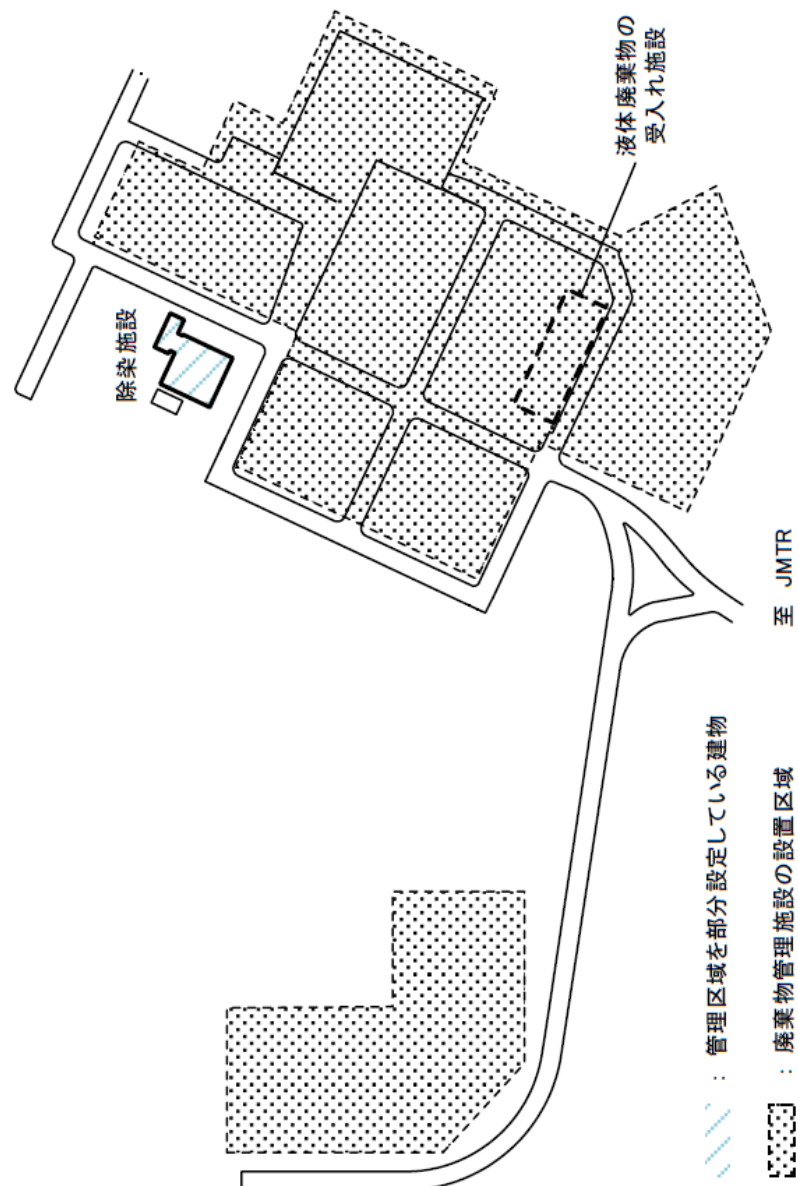 除染施設
液体廃棄物の
受入れ施設
至 JMTR
：管理区域を部分設定している建物
：廃棄物管理施設の設置区域